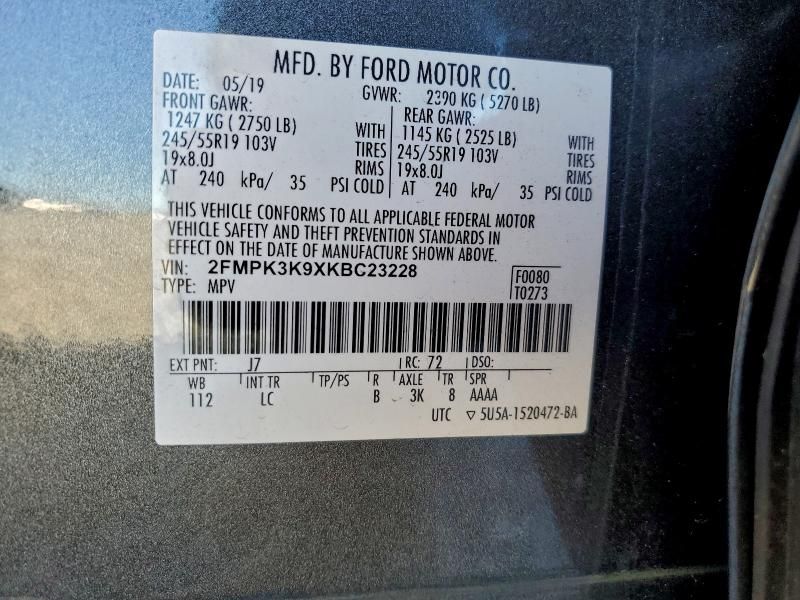 MFD. BY FORD MOTOR CO.
DATE: 05/19 GVWR: 2390 KG ( 5270 LB)
FRONT GAWR: REAR GAWR:
1247 KG ( 2750 LB) WITH 1145 KG ( 2525 LB) WITH
245/55R19 103V TIRES 245/55R19 103V TIRES
19x8.0J RIMS 19x8.0J RIMS
AT 240 kPa/ 35 PSI COLD AT 240 kPa/ 35 PSI COLD
THIS VEHICLE CONFORMS TO ALL APPLICABLE FEDERAL MOTOR
VEHICLE SAFETY AND THEFT PREVENTION STANDARDS IN
EFFECT ON THE DATE OF MANUFACTURE SHOWN ABOVE.
VIN: 2FMPK3K9XKBC23228 F0080
TYPE: MPV T0273
EXT PNT: J7 RC: 72 DSO:
WB INT TR TP/PS R AXLE TR SPR
112 LC B 3K 8 AAAA
UTC ▽ 5U5A-1520472-BA